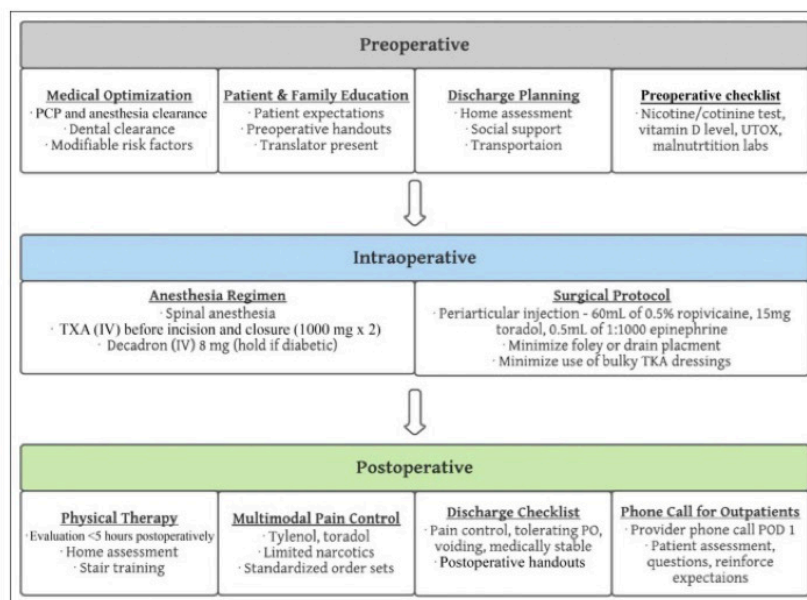 Preoperative
Medical Optimization
· PCP and anesthesia clearance
· Dental clearance
· Modifiable risk factors
Patient & Family Education
· Patient expectations
· Preoperative handouts
· Translator present
Discharge Planning
· Home assessment
· Social support
· Transportaion
Preoperative checklist
· Nicotine/cotinine test,
vitamin D level, UTOX,
malnutrtition labs
Intraoperative
Anesthesia Regimen
· Spinal anesthesia
· TXA (IV) before incision and closure (1000 mg x 2)
· Decadron (IV) 8 mg (hold if diabetic)
Surgical Protocol
· Periarticular injection - 60mL of 0.5% ropivicaine, 15mg
toradol, 0.5mL of 1:1000 epinephrine
· Minimize foley or drain placment
· Minimize use of bulky TKA dressings
Postoperative
Physical Therapy
· Evaluation <5 hours postoperatively
· Home assessment
· Stair training
Multimodal Pain Control
· Tylenol, toradol
· Limited narcotics
· Standardized order sets
Discharge Checklist
· Pain control, tolerating PO,
voiding, medically stable
· Postoperative handouts
Phone Call for Outpatients
· Provider phone call POD 1
· Patient assessment,
questions, reinforce
expectaions